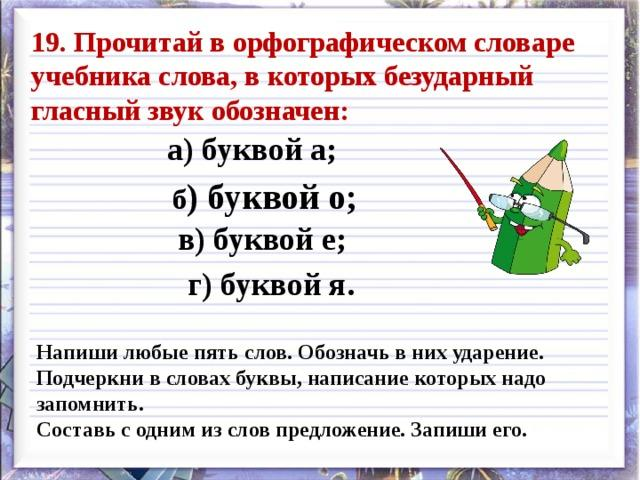 19. Прочитай в орфографическом словаре
учебника слова, в которых безударный
гласный звук обозначен:
а) буквой а;
б) буквой о;
в) буквой е;
г) буквой я.
Напиши любые пять слов. Обозначь в них ударение.
Подчеркни в словах буквы, написание которых надо
запомнить.
Составь с одним из слов предложение. Запиши его.